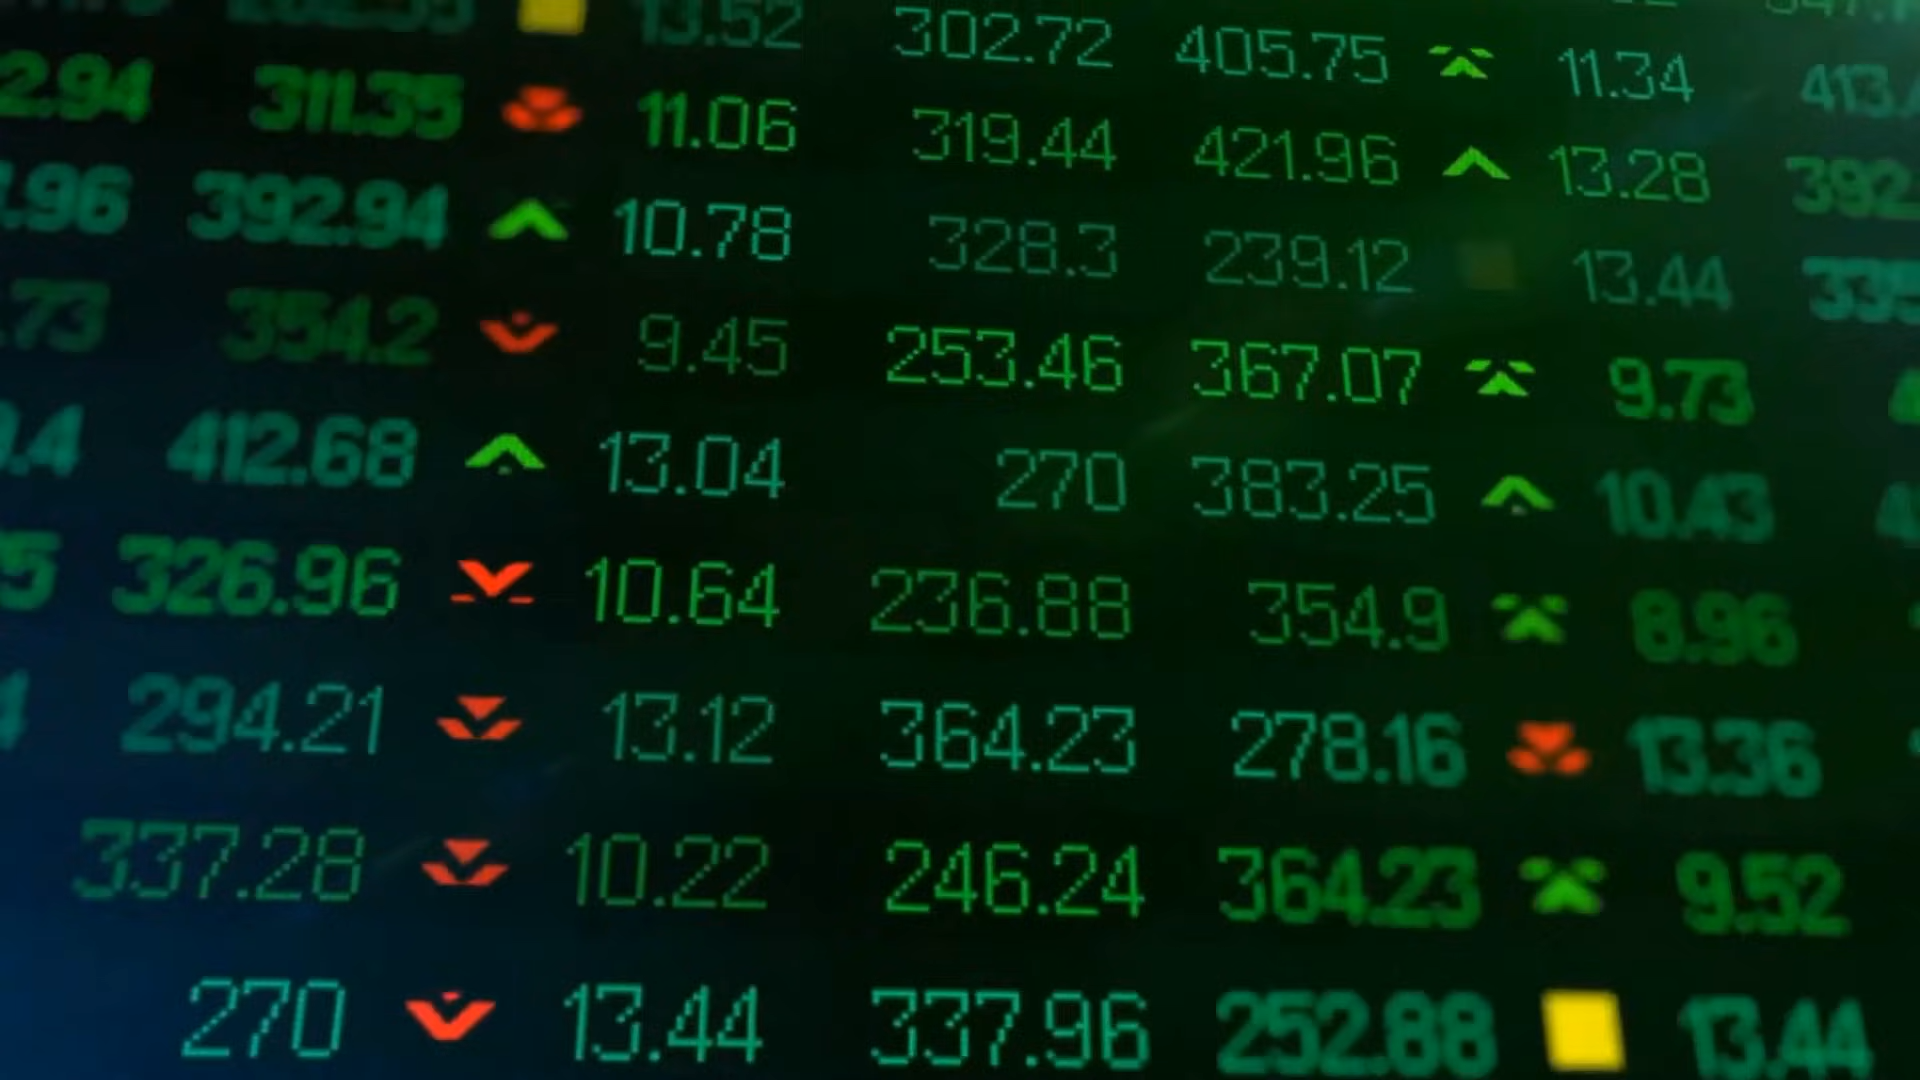 13.52 302.72 405.75 11.34
2.94 311.35 11.06 319.44 421.96 13.28
.96 392.94 10.78 328.3 239.12 13.44
.73 354.2 9.45 253.46 367.07 9.73
.4 412.68 13.04 270 383.25 10.43
5 326.96 10.64 236.88 354.9 8.96
4 294.21 13.12 364.23 278.16 13.36
337.28 10.22 246.24 364.23 9.52
270 13.44 337.96 252.88 13.44